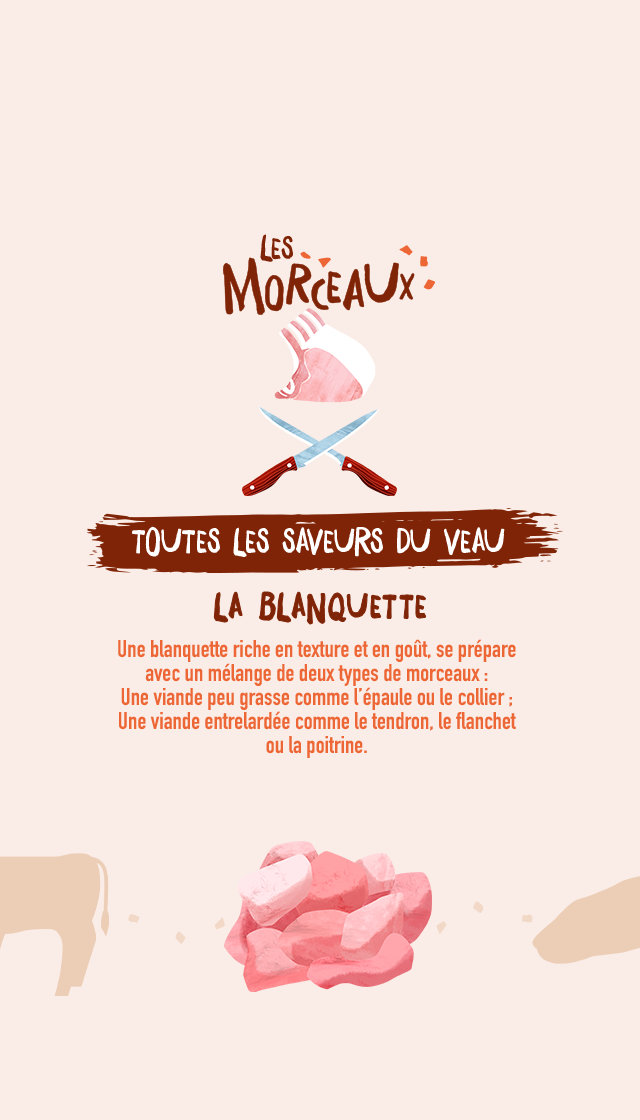 LES
MORCEAUX
TOUTES LES SAVEURS DU VEAU
LA BLANQUETTE
Une blanquette riche en texture et en goût, se prépare
avec un mélange de deux types de morceaux :
Une viande peu grasse comme l'épaule ou le collier ;
Une viande entrelardée comme le tendron, le flanchet
ou la poitrine.